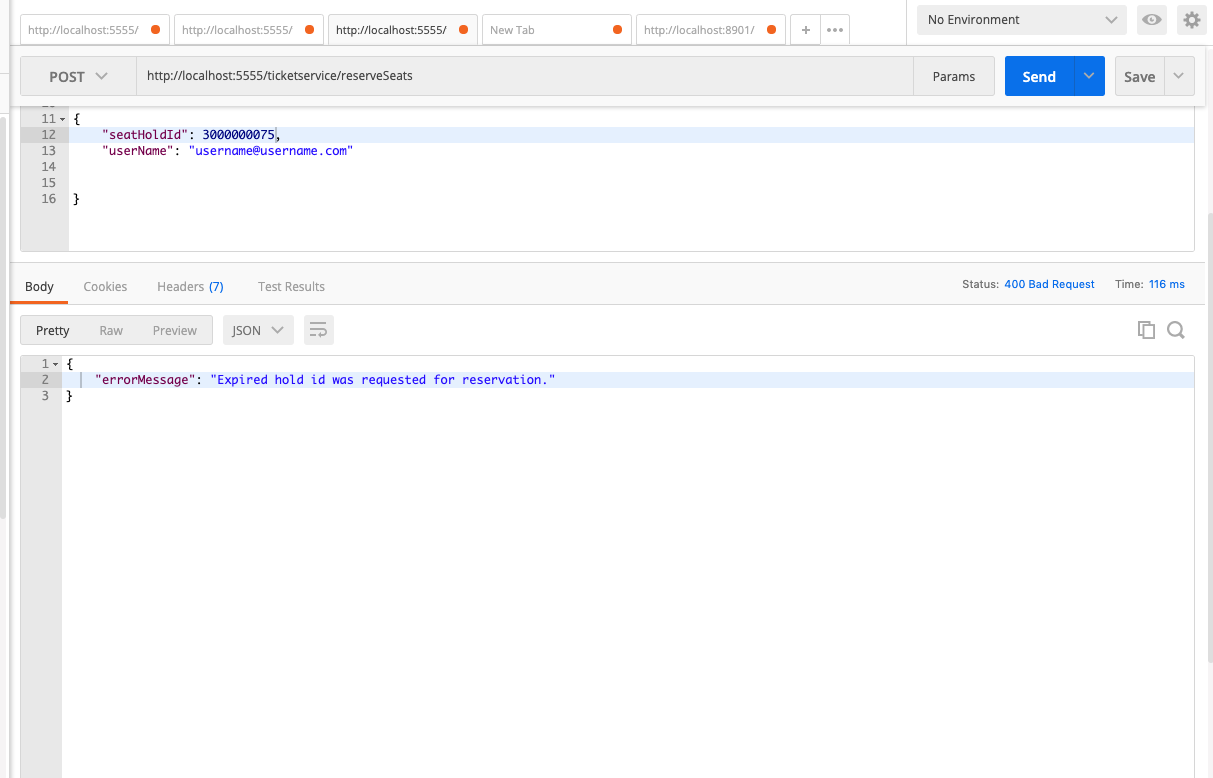 http://localhost:5555/
http://localhost:5555/
http://localhost:5555/
New Tab
http://localhost:8901/
+
•••
No Environment
POST
http://localhost:5555/ticketservice/reserveSeats
Params
Send
Save
11 {
12 "seatHoldId": 3000000075,
13 "userName": "username@username.com"
14
15
16 }
Body
Cookies
Headers (7)
Test Results
Status: 400 Bad Request
Time: 116 ms
Pretty
Raw
Preview
JSON
1 {
2 "errorMessage": "Expired hold id was requested for reservation."
3 }